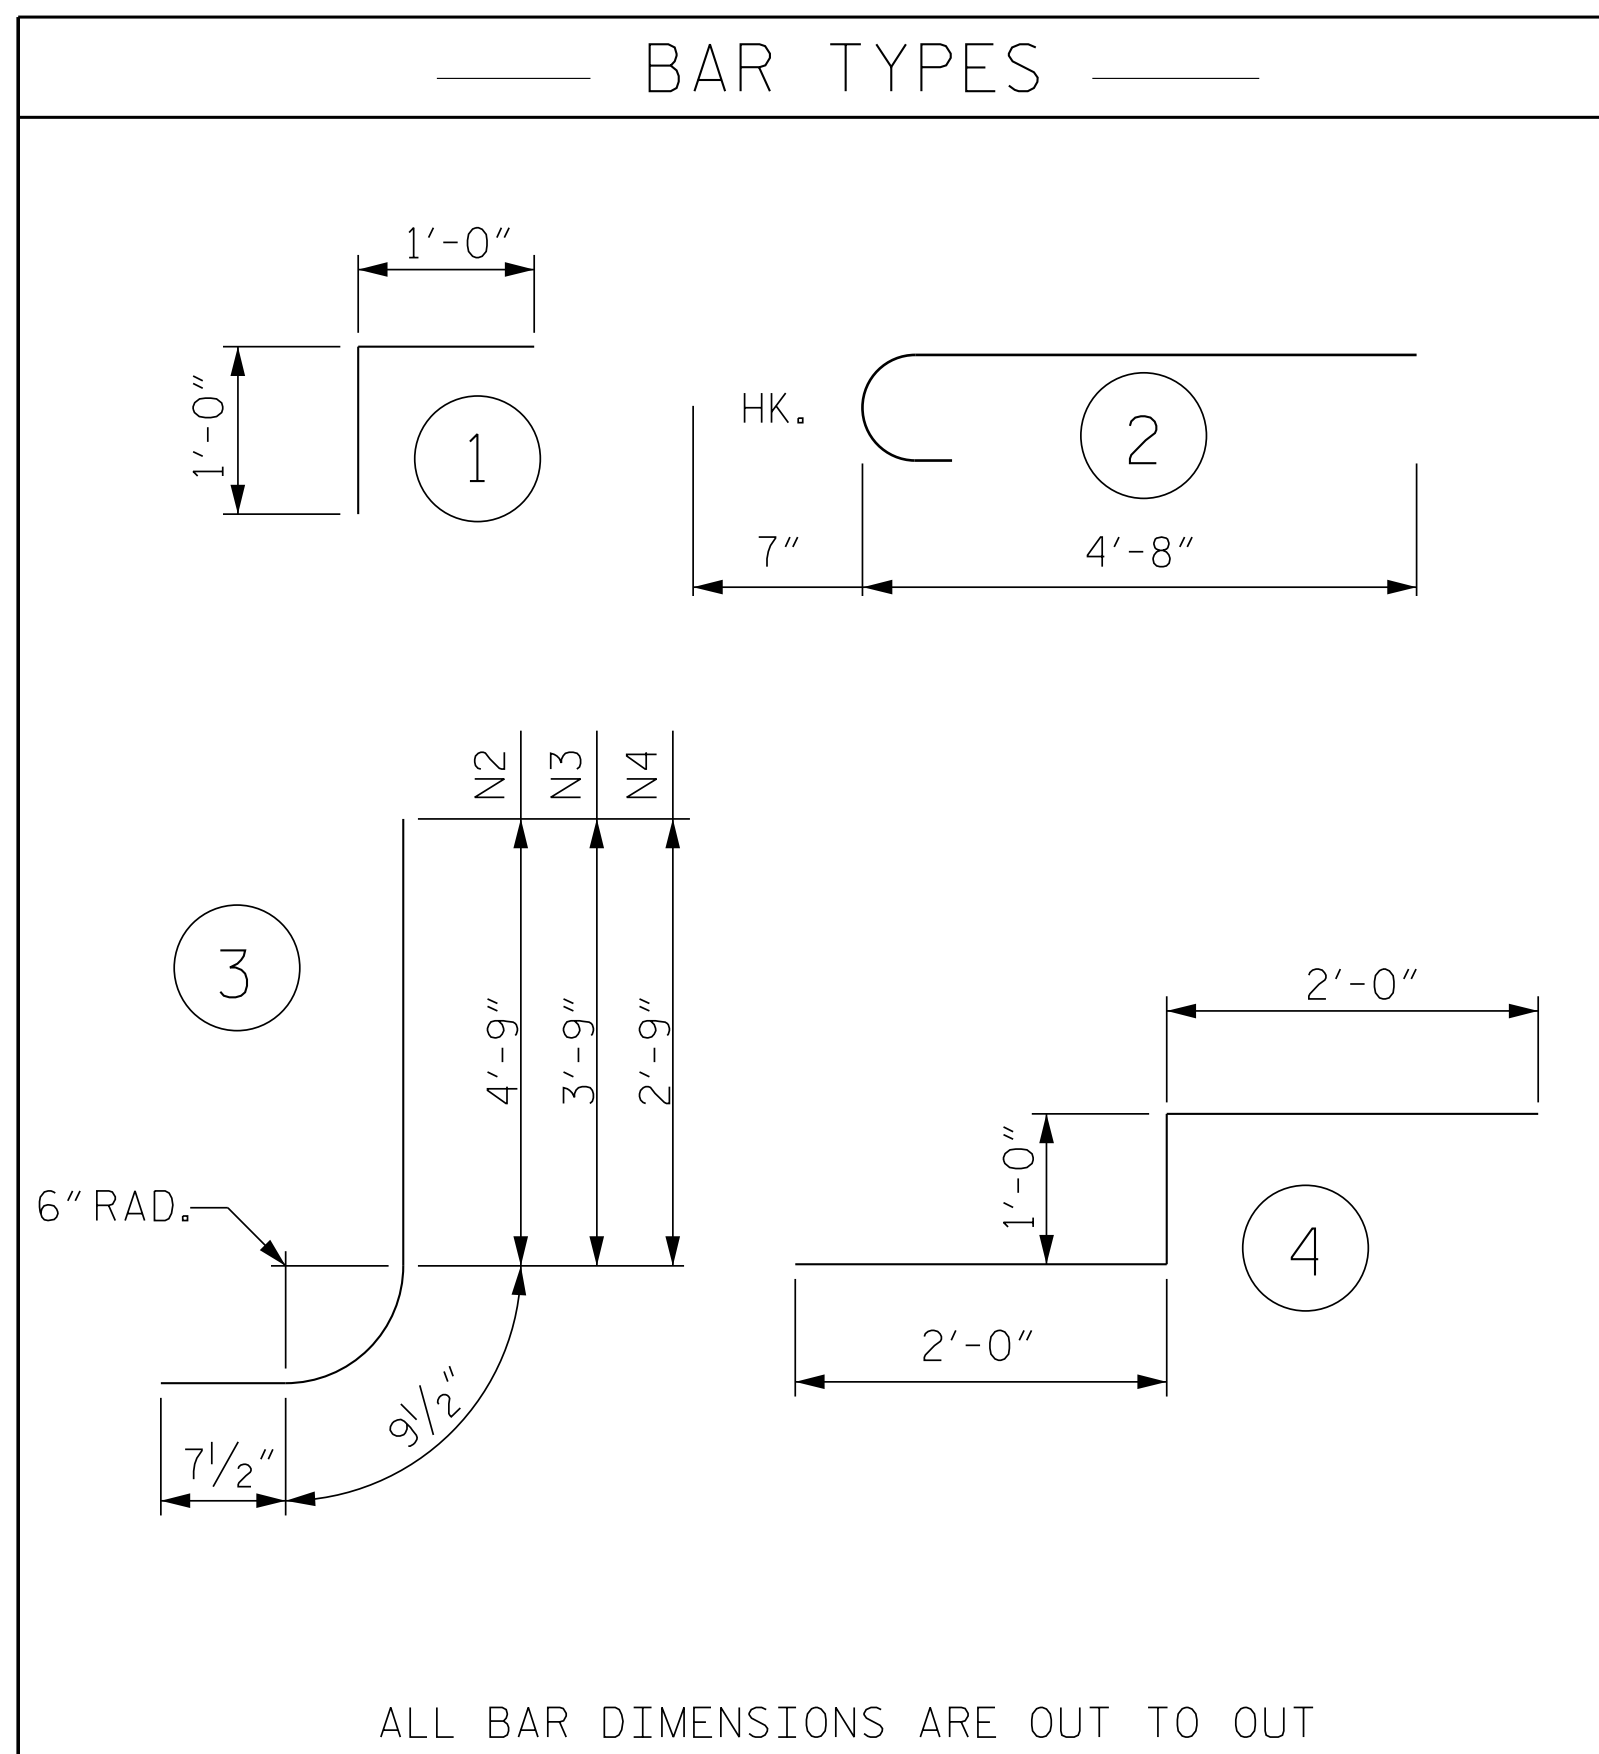 BAR TYPES
1'-0"
1'-0"
1
HK.
2
7"
4'-8"
N2
N3
N4
3
4'-9"
3'-9"
2'-9"
6" RAD.
9½"
7½"
2'-0"
1'-0"
4
2'-0"
ALL BAR DIMENSIONS ARE OUT TO OUT